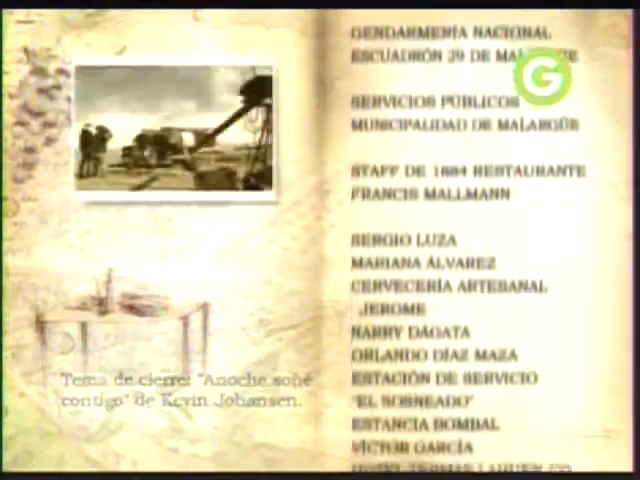 Tema de cierre: "Anoche soñé
contigo" de Kevin Johansen.
GENDARMERÍA NACIONAL
ESCUADRÓN 29 DE MALARGÜE
G
SERVICIOS PÚBLICOS
MUNICIPALIDAD DE MALARGÜE
STAFF DE 1884 RESTAURANTE
FRANCIS MALLMANN
SERGIO LUZA
MARIANA ÁLVAREZ
CERVECERÍA ARTESANAL
JEROME
NARRY DÁGATA
ORLANDO DÍAZ MAZA
ESTACIÓN DE SERVICIO
"EL SOSNEADO"
ESTANCIA BOMBAL
VÍCTOR GARCÍA